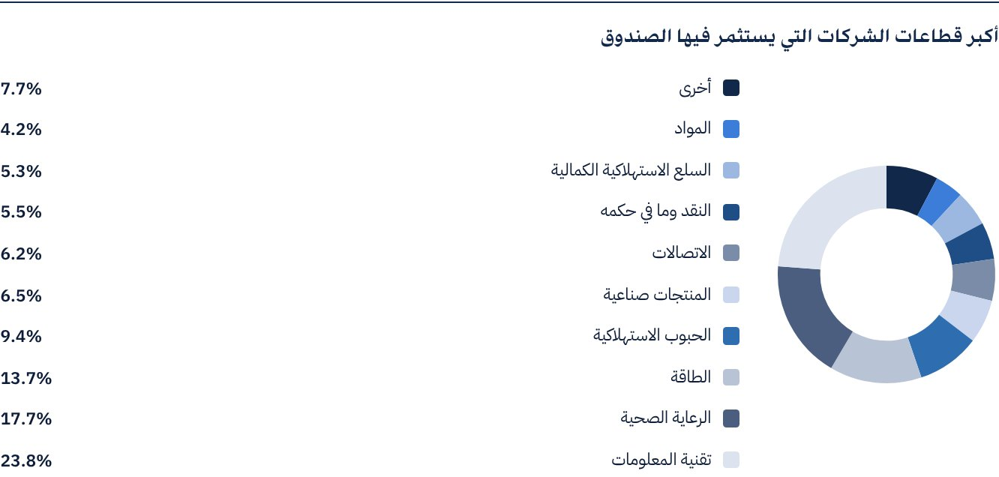 أكبر قطاعات الشركات التي يستثمر فيها الصندوق
أخرى 7.7%
المواد 4.2%
السلع الاستهلاكية الكمالية 5.3%
النقد وما في حكمه 5.5%
الاتصالات 6.2%
المنتجات صناعية 6.5%
الحبوب الاستهلاكية 9.4%
الطاقة 13.7%
الرعاية الصحية 17.7%
تقنية المعلومات 23.8%